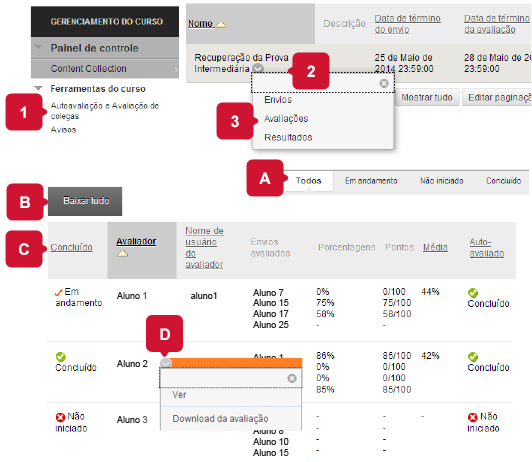 GERENCIAMENTO DO CURSO
Painel de controle
Content Collection
Ferramentas do curso
1
Autoavaliação e Avaliação de
colegas
Avisos
Nome
Descrição
Data de término
do envio
Data de término
da avaliação
Recuperação da Prova
Intermediária
25 de Maio de
2014 23:59:00
28 de Maio de 2
23:59:00
2
Envios
3
Avaliações
Resultados
Mostrar tudo
Editar paginaçã
A
Todos
Em andamento
Não iniciado
Concluído
B
Baixar tudo
C
Concluído
Avaliador
Nome de
usuário
do
avaliador
Envios
avaliados
Porcentagens
Pontos
Média
Auto-
avaliado
Em
andamento
Aluno 1
aluno1
Aluno 7
Aluno 15
Aluno 17
Aluno 25
0%
75%
58%
-
0/100
75/100
58/100
-
44%
Concluído
D
Concluído
Aluno 2
86%
0%
0%
85%
86/100
0/100
0/100
85/100
42%
Concluído
Ver
Download da avaliação
Não
iniciado
Aluno 3
Aluno 8
Aluno 10
Aluno 15
-
-
-
-
-
-
-
-
-
Não
iniciado